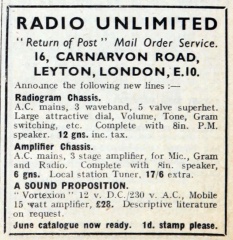 RADIO UNLIMITED
"Return of Post" Mail Order Service.
16, CARNARVON ROAD,
LEYTON, LONDON, E.10.
Announce the following new lines :—
Radiogram Chassis.
A.C. mains, 3 waveband, 5 valve superhet.
Large attractive dial, Volume, Tone, Gram
switching, etc. Complete with 8in. P.M.
speaker. 12 gns. inc. tax.
Amplifier Chassis.
A.C. mains, 3 stage amplifier, for Mic., Gram
and Radio. Complete with 8in. speaker,
6 gns. Local station Tuner, 17/6 extra.
A SOUND PROPOSITION.
"Vortexion" 12 v. D.C./230 v. A.C., Mobile
15 watt amplifier, £28. Descriptive literature
on request.
June catalogue now ready. 1d. stamp please.